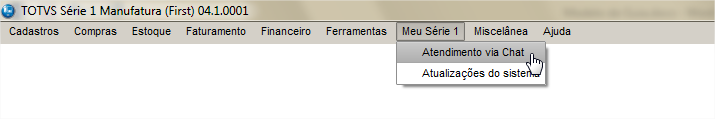 TOTVS Série 1 Manufatura (First) 04.1.0001
Cadastros Compras Estoque Faturamento Financeiro Ferramentas Meu Série 1 Miscelânea Ajuda
Atendimento via Chat
Atualizações do sistema